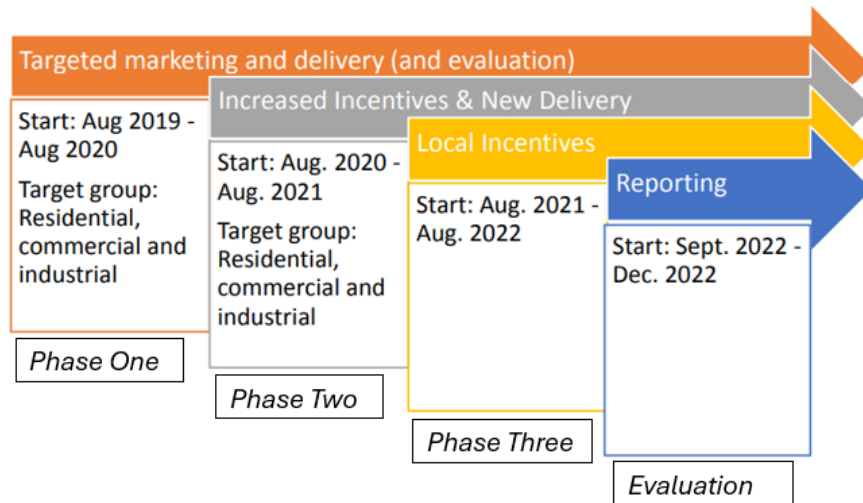 Targeted marketing and delivery (and evaluation)
Increased Incentives & New Delivery
Local Incentives
Reporting
Start: Aug 2019 -
Aug 2020
Target group:
Residential,
commercial and
industrial
Phase One
Start: Aug. 2020 -
Aug. 2021
Target group:
Residential,
commercial and
industrial
Phase Two
Start: Aug. 2021 -
Aug. 2022
Phase Three
Start: Sept. 2022 -
Dec. 2022
Evaluation